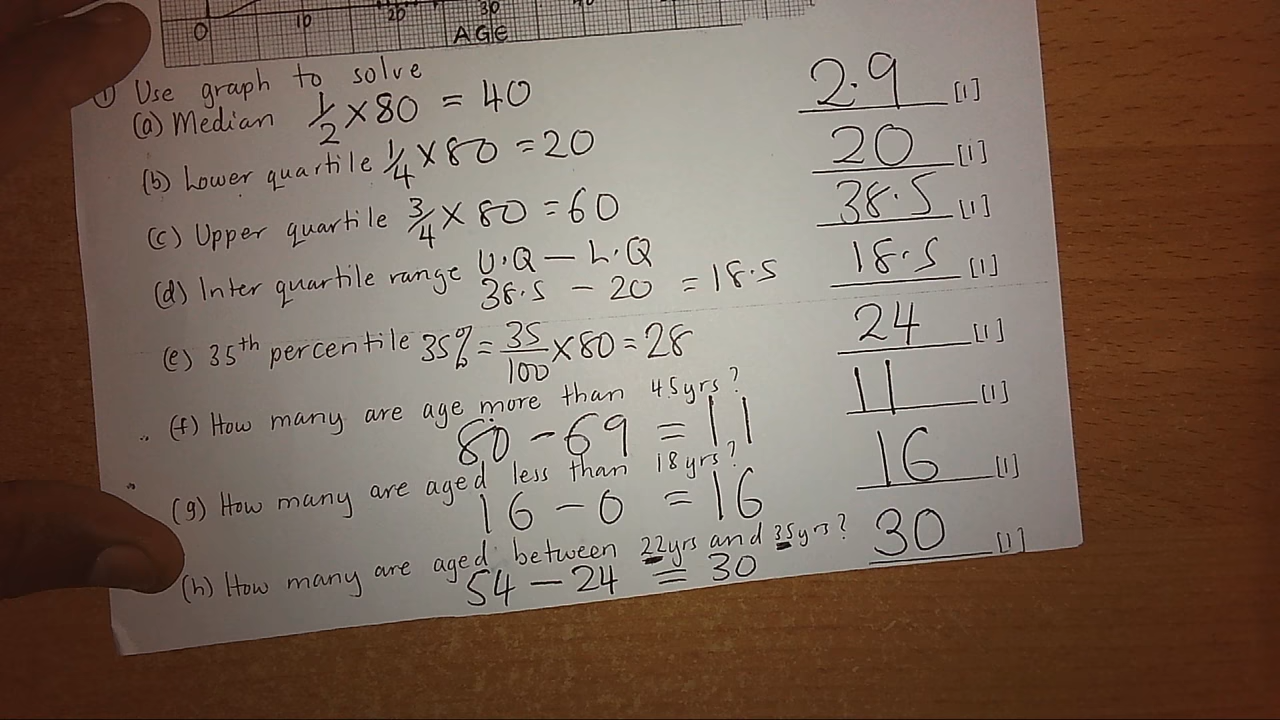 0 10 20 30
AGE
① Use graph to solve
(a) Median 1/2 × 80 = 40 2.9 [1]
(b) Lower quartile 1/4 × 80 = 20 20 [1]
(c) Upper quartile 3/4 × 80 = 60 38.5 [1]
(d) Inter quartile range U.Q - L.Q 18.5 [1]
38.5 - 20 = 18.5
(e) 35th percentile 35% = 35/100 × 80 = 28 24 [1]
(f) How many are age more than 45yrs? 11 [1]
80 - 69 = 11
(g) How many are aged less than 18yrs? 16 [1]
16 - 0 = 16
(h) How many are aged between 22yrs and 35yrs? 30 [1]
54 - 24 = 30